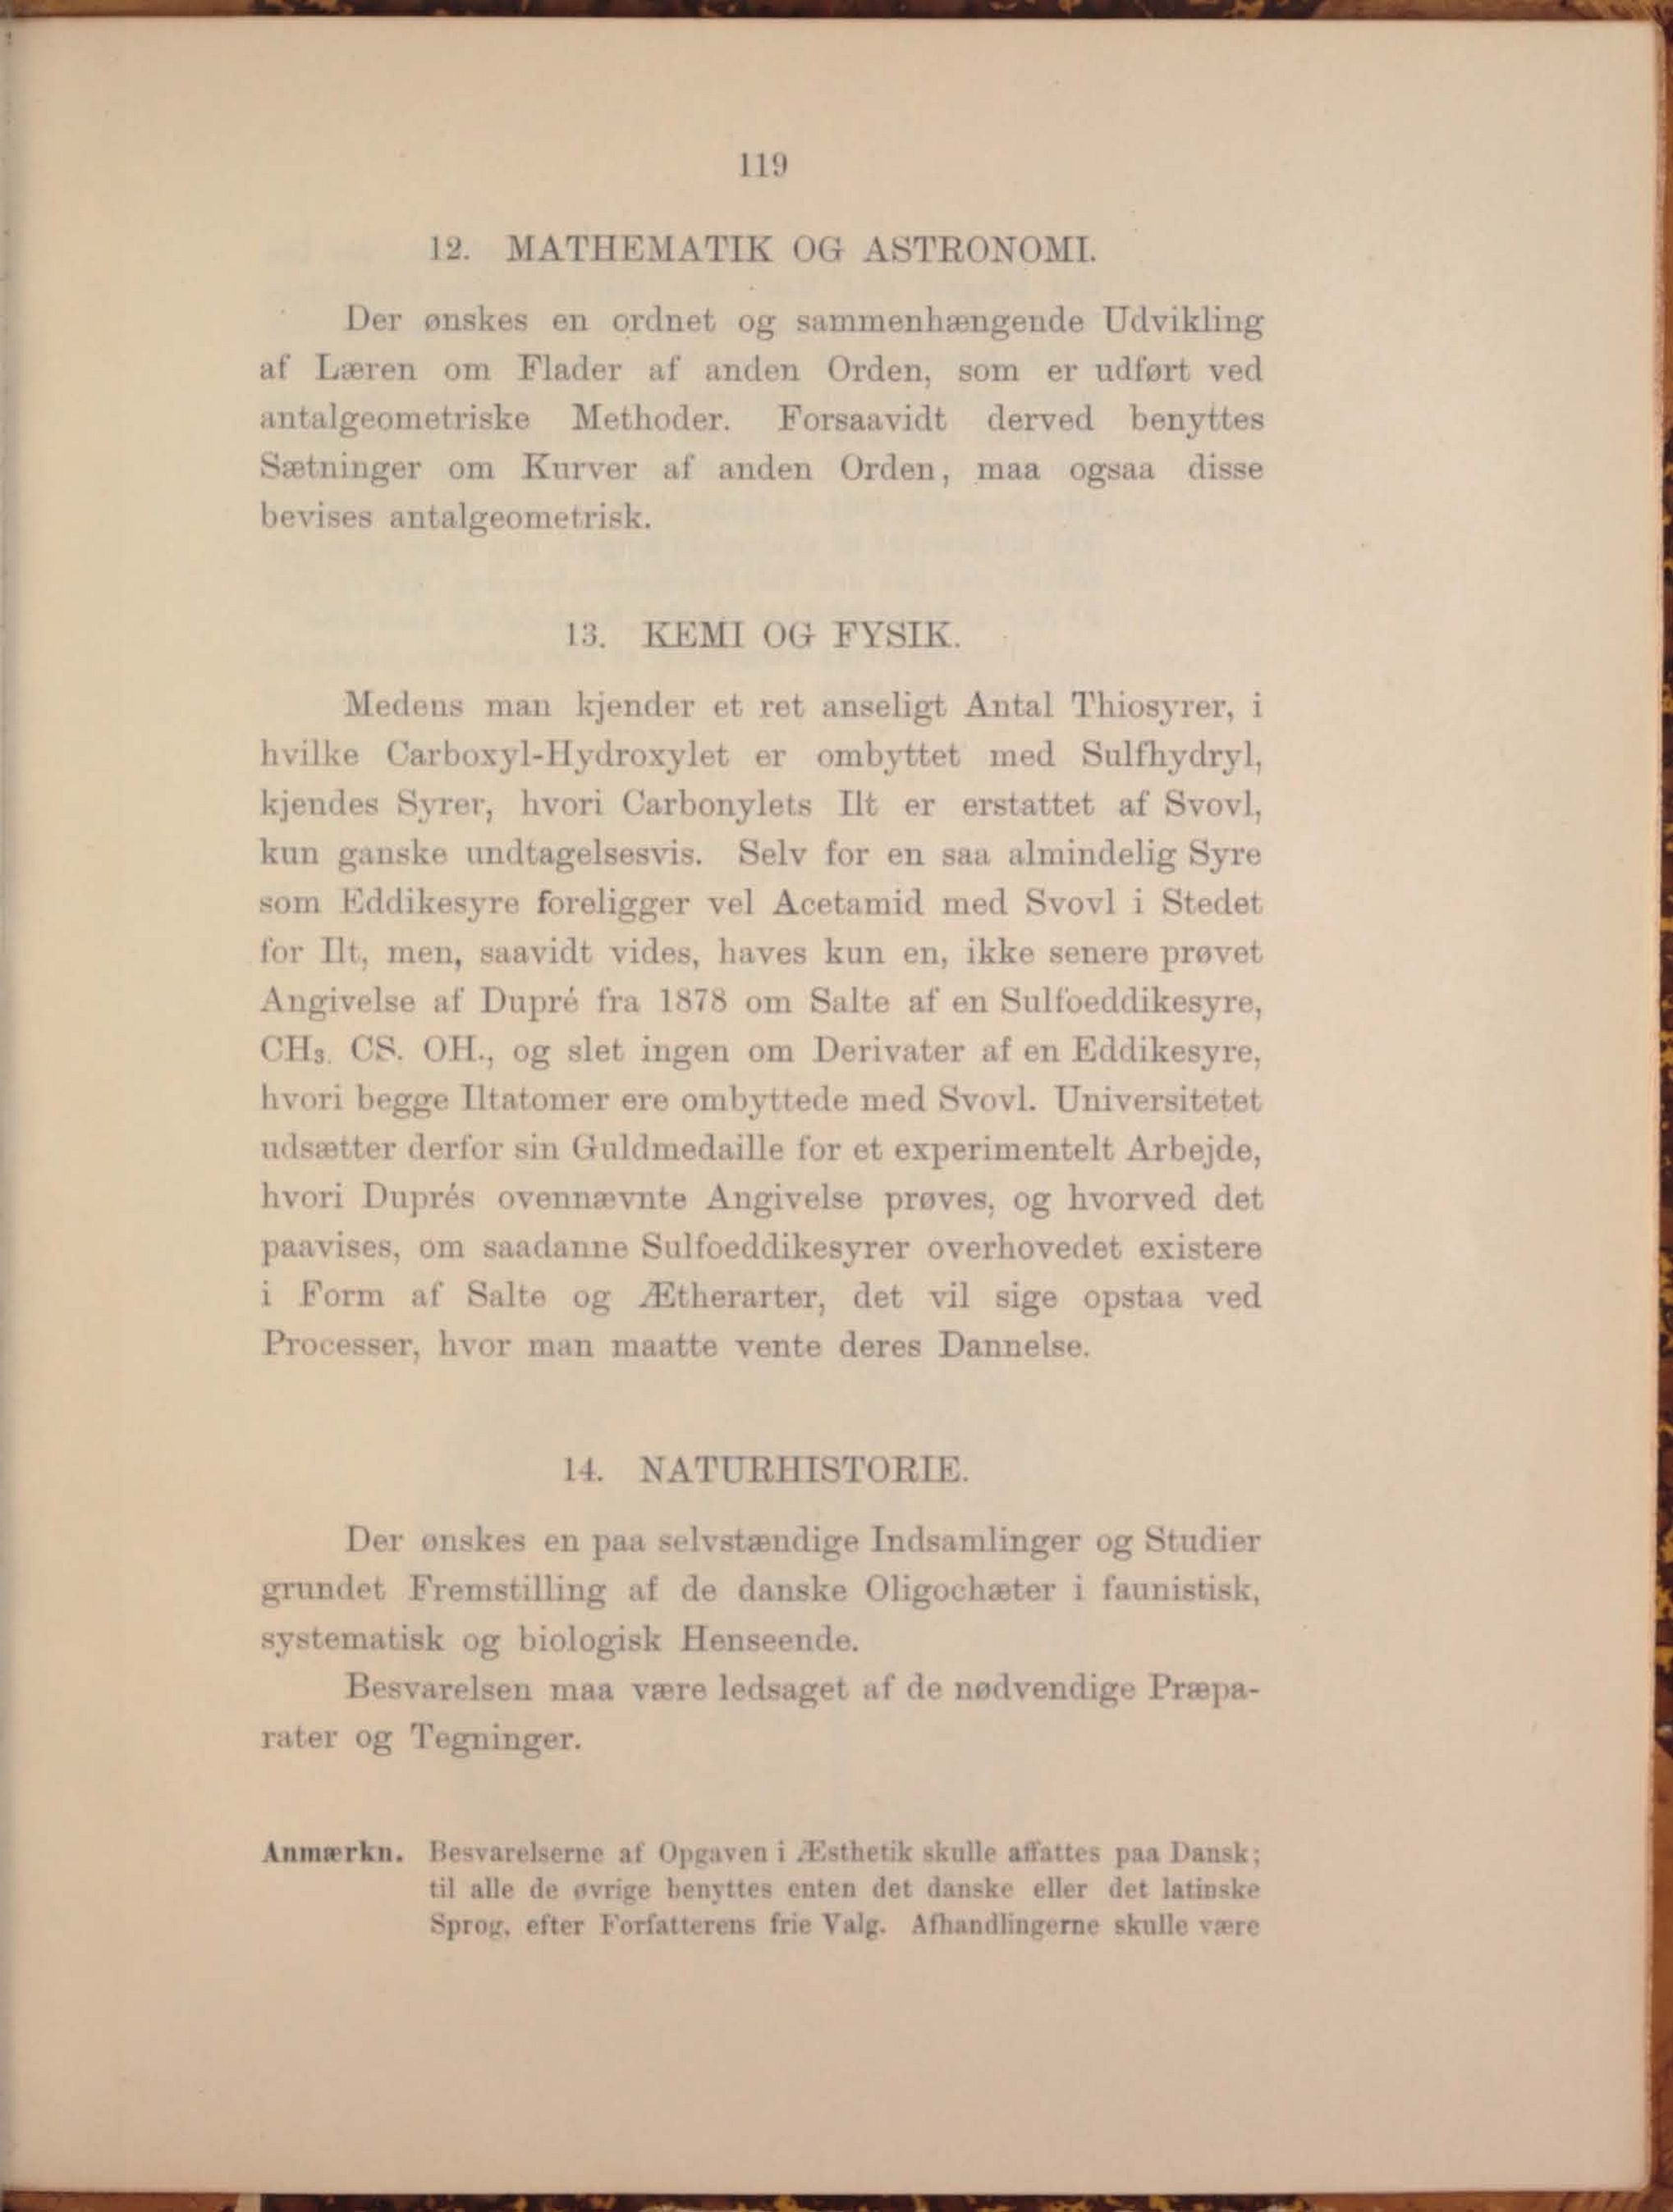 119
12. MATHEMATIK OG ASTRONOMI.
Der ønskes en ordnet og sammenhængende Udvikling
af Læren om Flader af anden Orden, som er udført ved
antalgeometriske Methoder. Forsaavidt derved benyttes
Sætninger om Kurver af anden Orden, maa ogsaa disse
bevises antalgeometrisk.
13. KEMI OG FYSIK.
Medens man kjender et ret anseligt Antal Thiosyrer, i
hvilke Carboxyl-Hydroxylet er ombyttet med Sulfhydryl,
kjendes Syrer, hvori Carbonylets Ilt er erstattet af Svovl,
kun ganske undtagelsesvis. Selv for en saa almindelig Syre
som Eddikesyre foreligger vel Acetamid med Svovl i Stedet
for Ilt, men, saavidt vides, haves kun en, ikke senere prøvet
Angivelse af Dupré fra 1878 om Salte af en Sulfoeddikesyre,
CH₃. CS. OH., og slet ingen om Derivater af en Eddikesyre,
hvori begge Iltatomer ere ombyttede med Svovl. Universitetet
udsætter derfor sin Guldmedaille for et experimentelt Arbejde,
hvori Duprés ovennævnte Angivelse prøves, og hvorved det
paavises, om saadanne Sulfoeddikesyrer overhovedet existere
i Form af Salte og Ætherarter, det vil sige opstaa ved
Processer, hvor man maatte vente deres Dannelse.
14. NATURHISTORIE.
Der ønskes en paa selvstændige Indsamlinger og Studier
grundet Fremstilling af de danske Oligochæter i faunistisk,
systematisk og biologisk Henseende.
Besvarelsen maa være ledsaget af de nødvendige Præpa-
rater og Tegninger.
Anmærkn. Besvarelserne af Opgaven i Æsthetik skulle affattes paa Dansk;
til alle de øvrige benyttes enten det danske eller det latinske
Sprog, efter Forfatterens frie Valg. Afhandlingerne skulle være